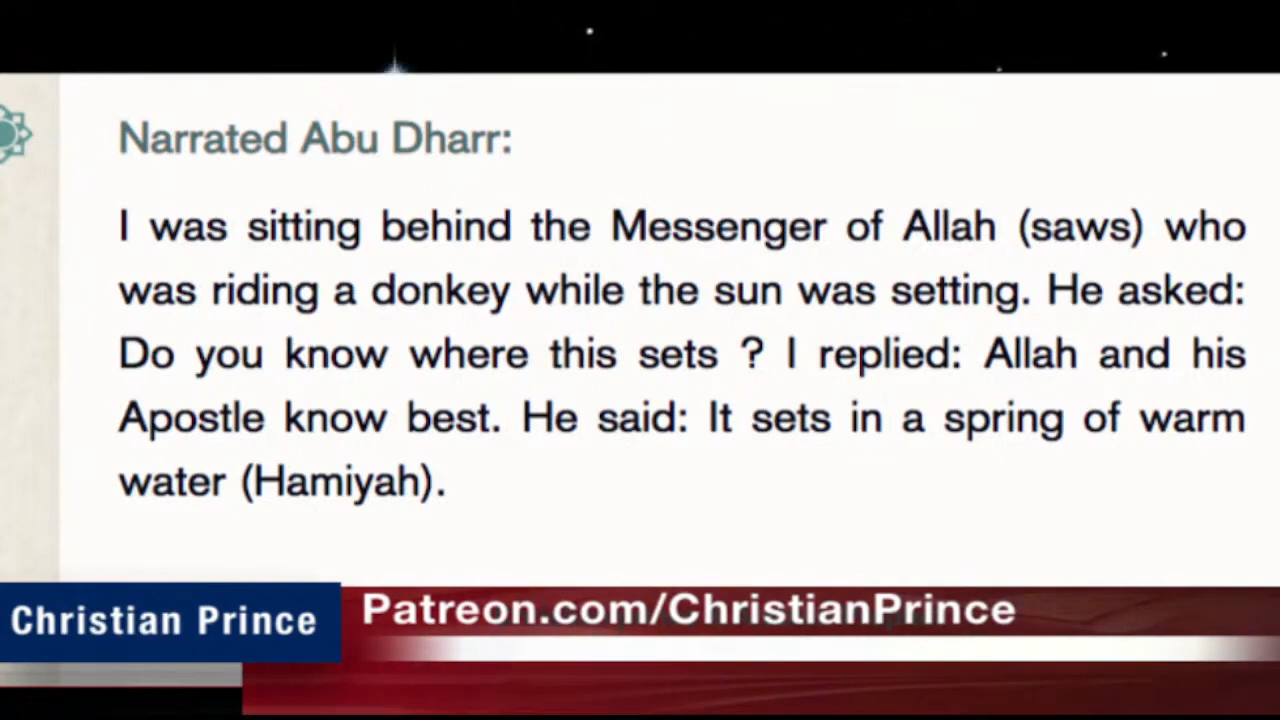 Narrated Abu Dharr:
I was sitting behind the Messenger of Allah (saws) who
was riding a donkey while the sun was setting. He asked:
Do you know where this sets ? I replied: Allah and his
Apostle know best. He said: It sets in a spring of warm
water (Hamiyah).
Christian Prince
Patreon.com/ChristianPrince